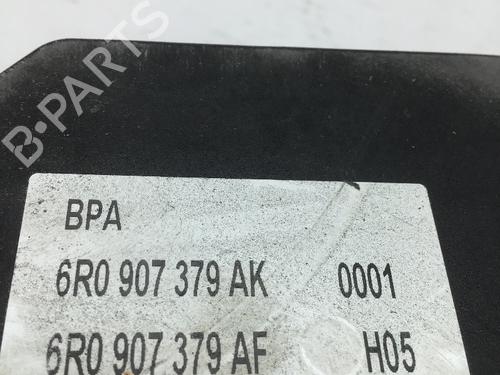 B-PARTS
BPA
6R0 907 379 AK 0001
6R0 907 379 AF H05